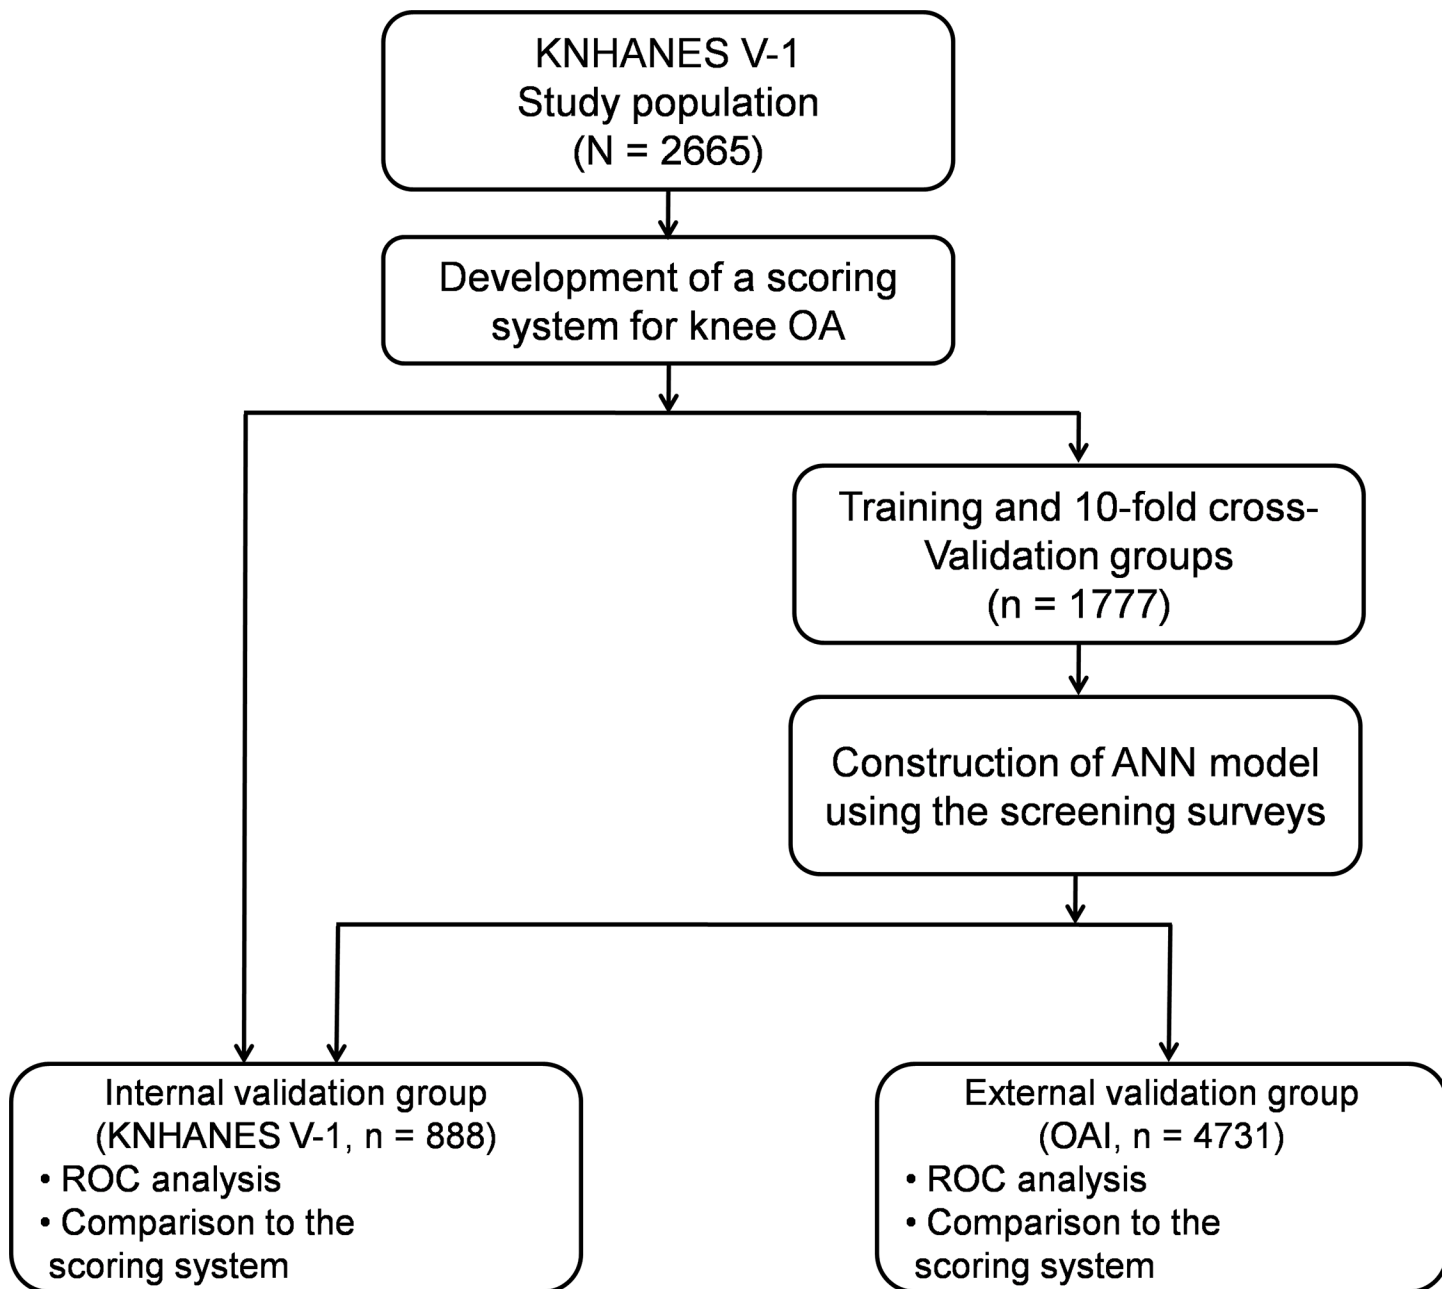 KNHANES V-1
Study population
(N = 2665)
Development of a scoring
system for knee OA
Training and 10-fold cross-
Validation groups
(n = 1777)
Construction of ANN model
using the screening surveys
Internal validation group
(KNHANES V-1, n = 888)
• ROC analysis
• Comparison to the
scoring system
External validation group
(OAI, n = 4731)
• ROC analysis
• Comparison to the
scoring system